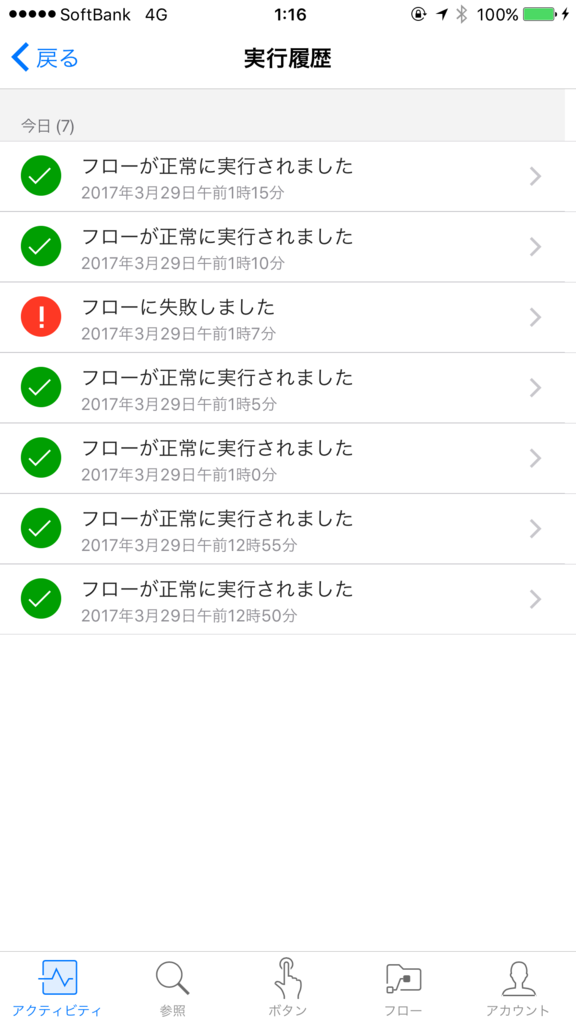 SoftBank 4G 1:16 100%
戻る 実行履歴
今日 (7)
フローが正常に実行されました
2017年3月29日午前1時15分
フローが正常に実行されました
2017年3月29日午前1時10分
フローに失敗しました
2017年3月29日午前1時7分
フローが正常に実行されました
2017年3月29日午前1時5分
フローが正常に実行されました
2017年3月29日午前1時0分
フローが正常に実行されました
2017年3月29日午前12時55分
フローが正常に実行されました
2017年3月29日午前12時50分
アクティビティ 参照 ボタン フロー アカウント